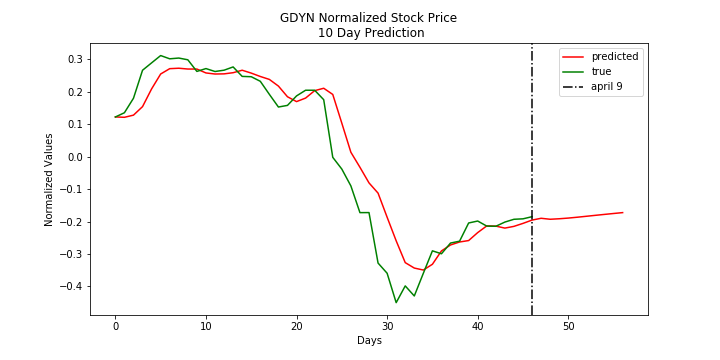 GDYN Normalized Stock Price
10 Day Prediction
predicted
true
april 9
Normalized Values
0.3
0.2
0.1
0.0
−0.1
−0.2
−0.3
−0.4
0 10 20 30 40 50
Days